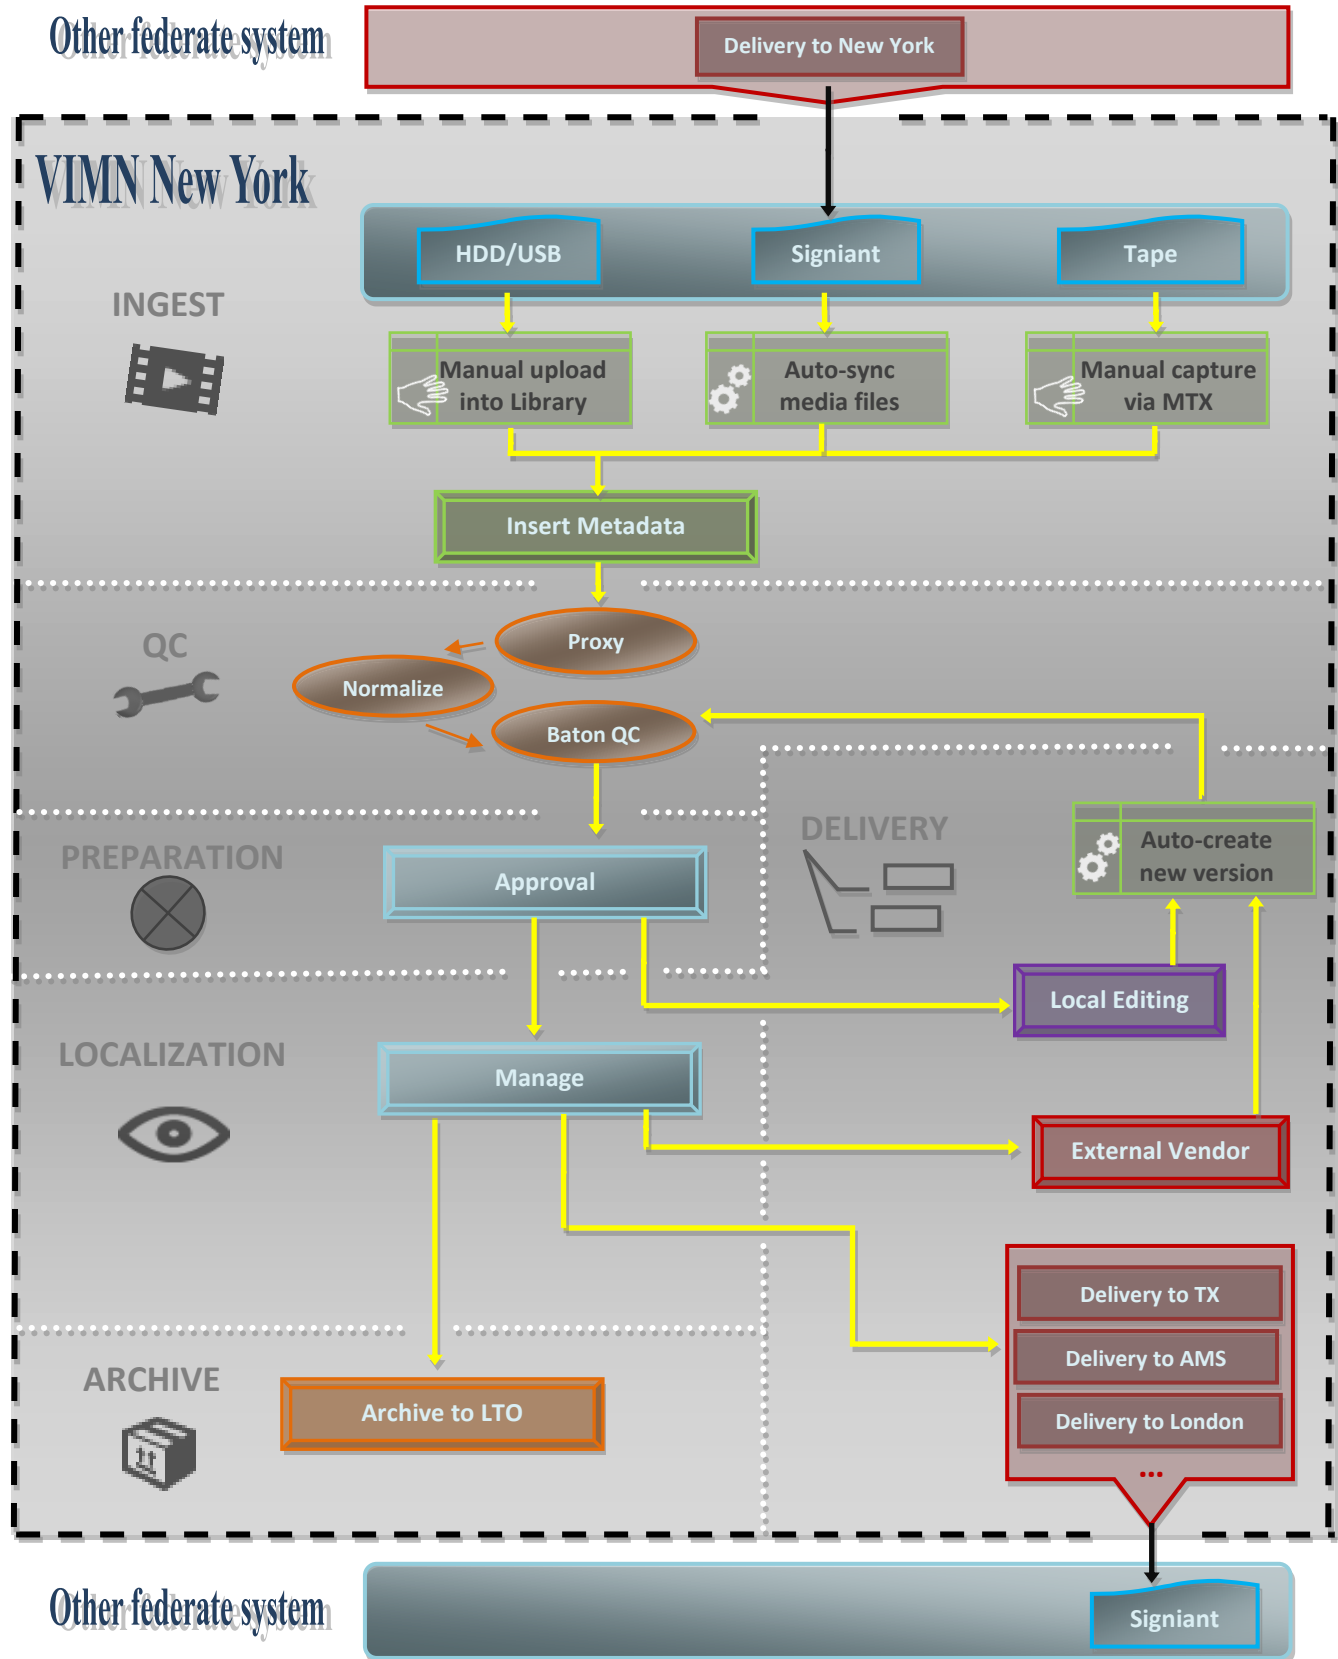 Other federate system
Delivery to New York
VIMN New York
HDD/USB
Signiant
Tape
INGEST
Manual upload
into Library
Auto-sync
media files
Manual capture
via MTX
Insert Metadata
QC
Proxy
Normalize
Baton QC
PREPARATION
Approval
DELIVERY
Auto-create
new version
Local Editing
LOCALIZATION
Manage
External Vendor
Delivery to TX
Delivery to AMS
Delivery to London
...
ARCHIVE
Archive to LTO
Other federate system
Signiant